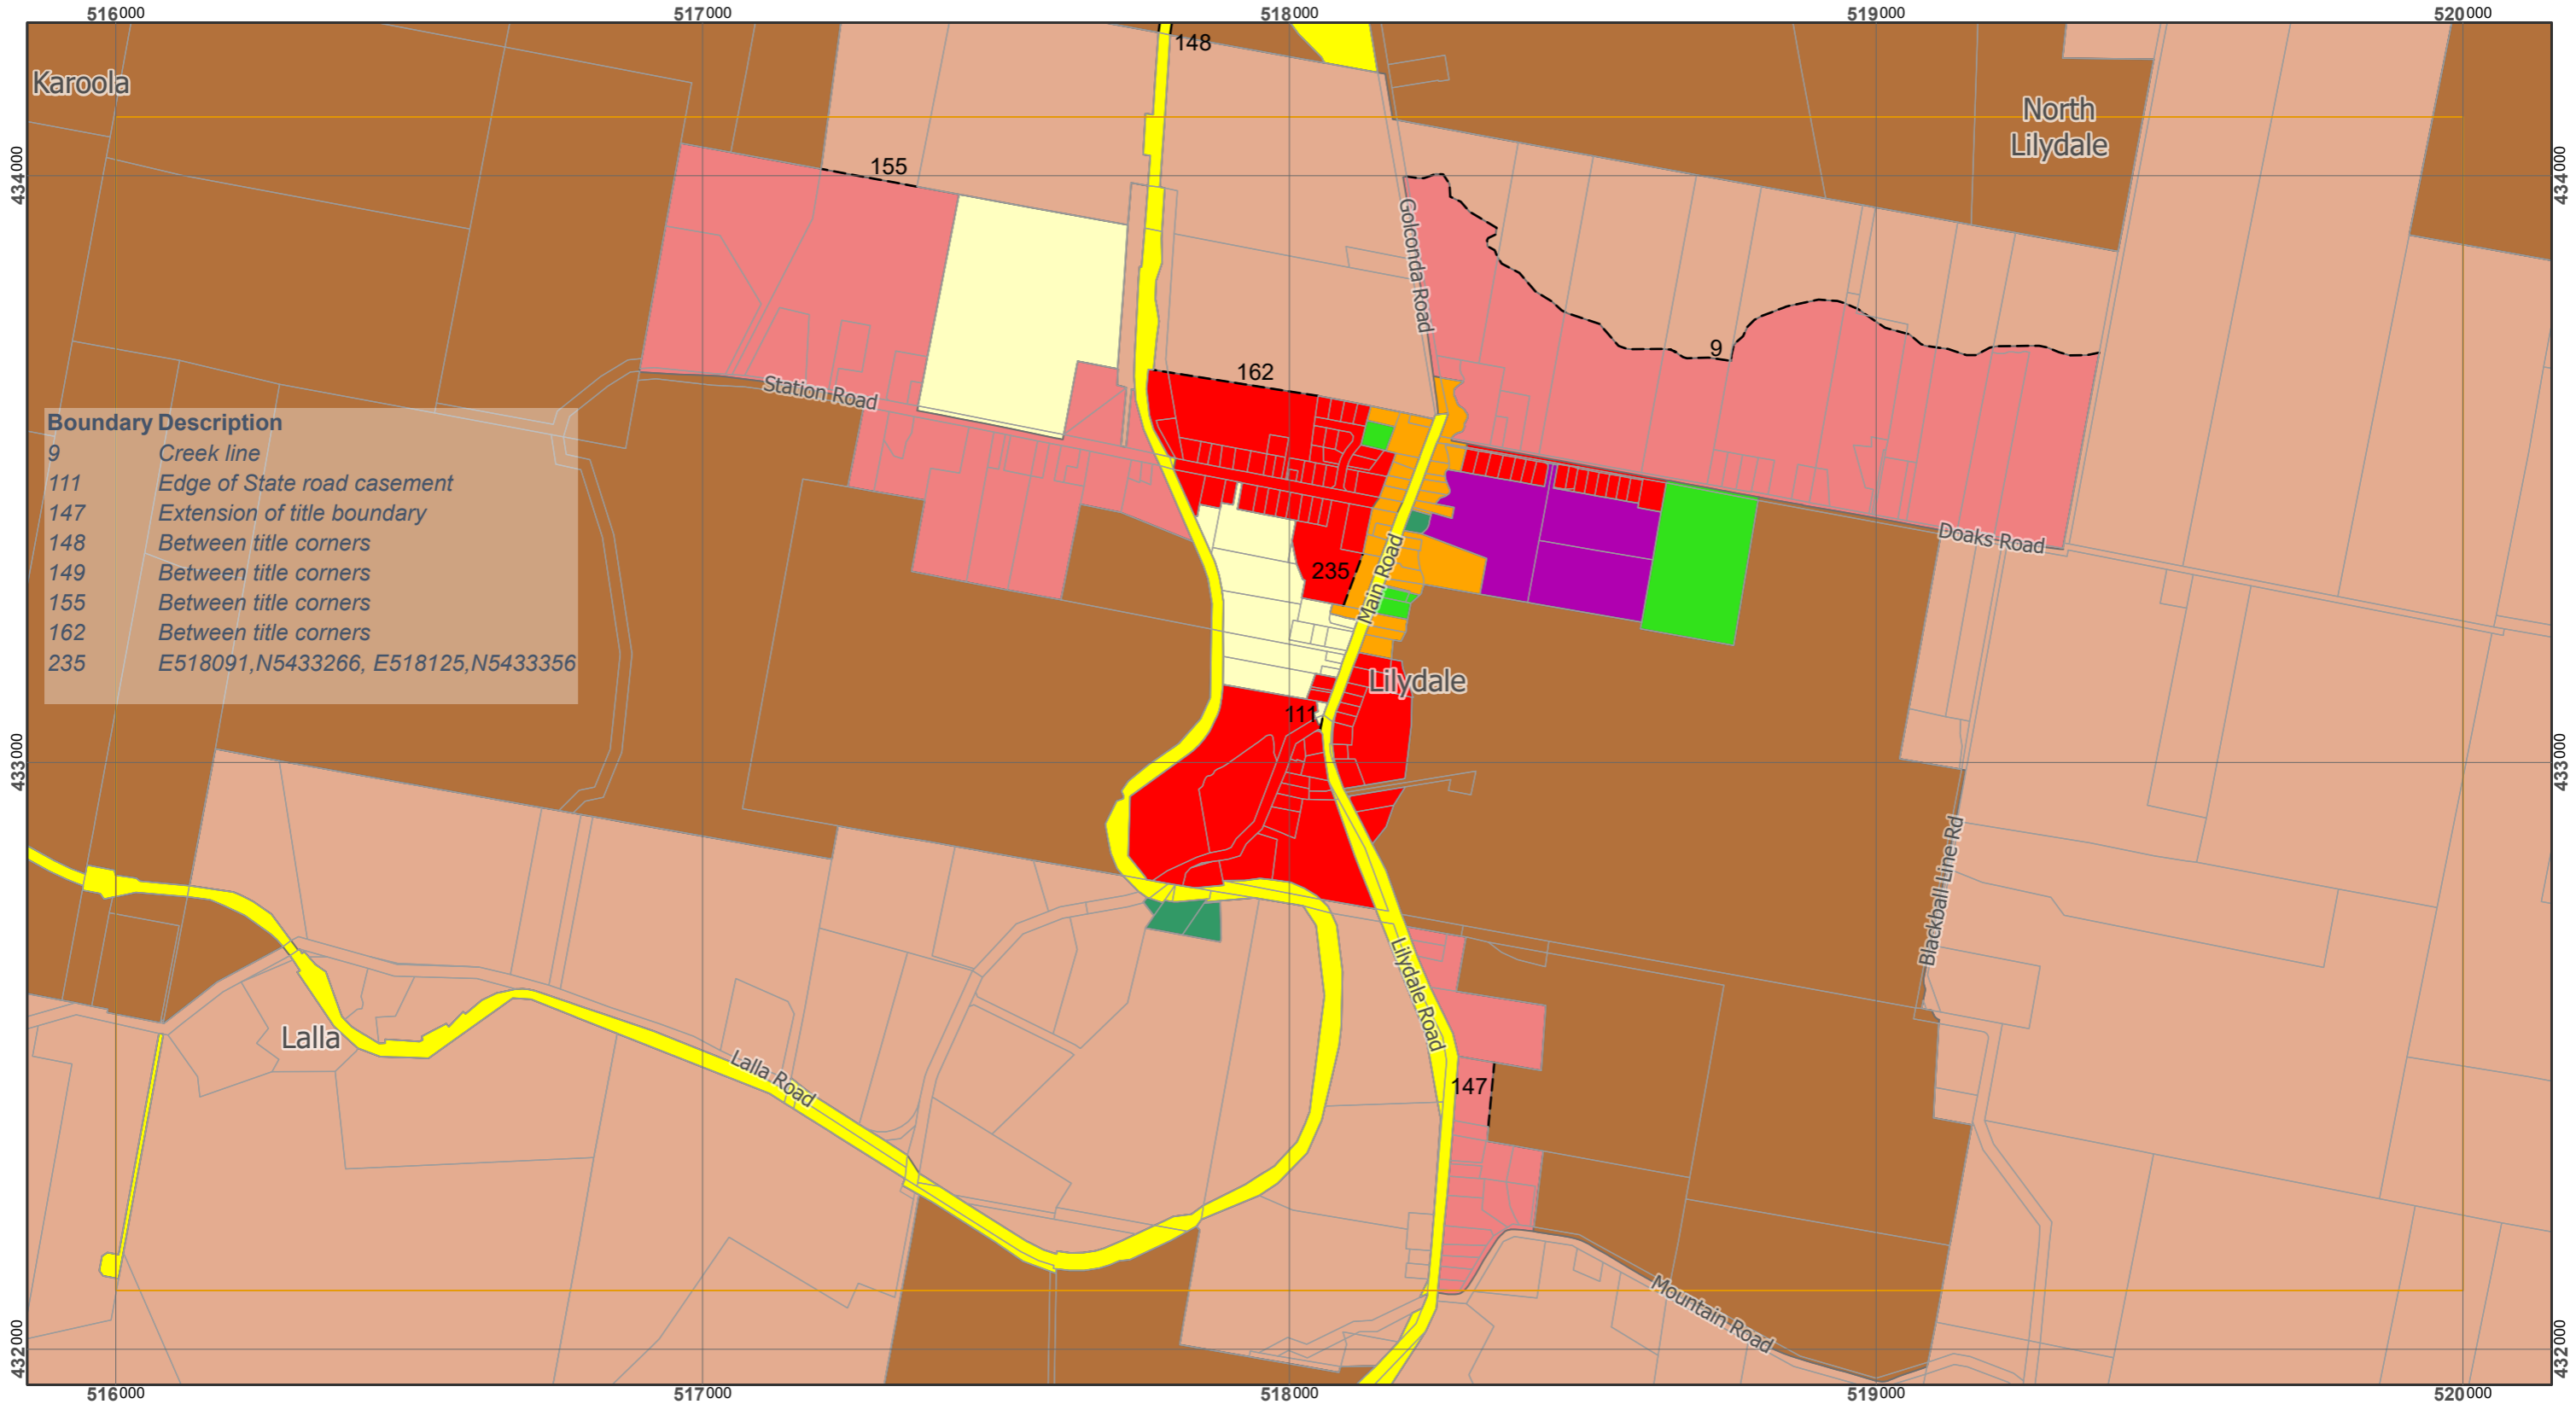 516000 517000 518000 519000 520000
148
Karoola
North
Lilydale
434000
434000
155
Golconda Road
9
162
Station Road
Boundary Description
9 Creek line
111 Edge of State road casement
147 Extension of title boundary
148 Between title corners
149 Between title corners
155 Between title corners
162 Between title corners
235 E518091,N5433266, E518125,N5433356
Doaks Road
235
Main Road
Lilydale
111
433000
433000
Blackball Line Rd
Lilydale Road
Lalla
Lalla Road
147
Mountain Road
432000
432000
516000 517000 518000 519000 520000